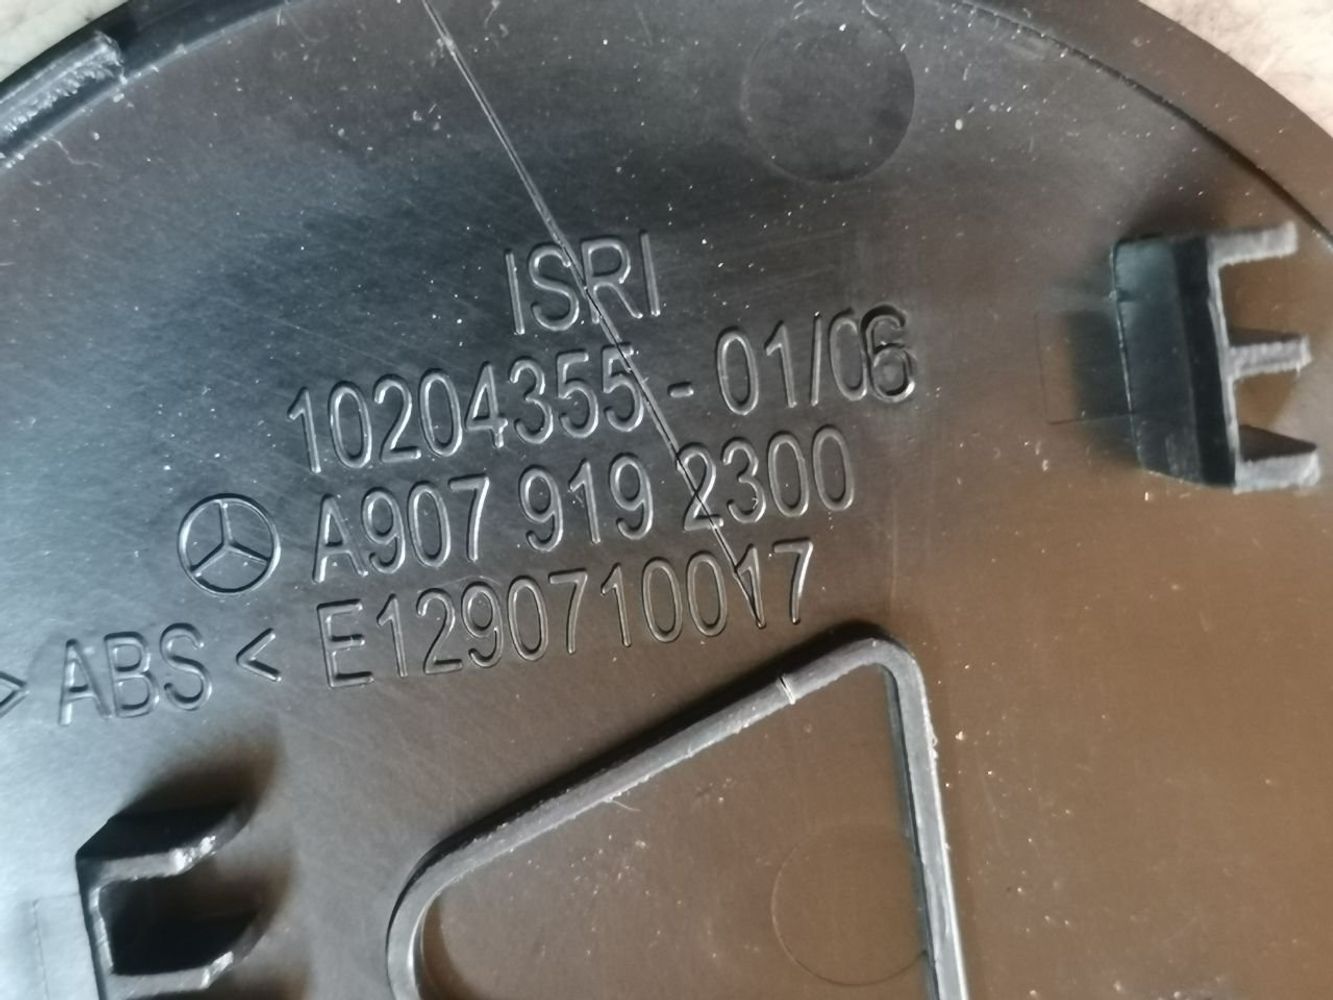 ISRI
10204355 - 01/06
A907 919 2300
> ABS < E1290710017